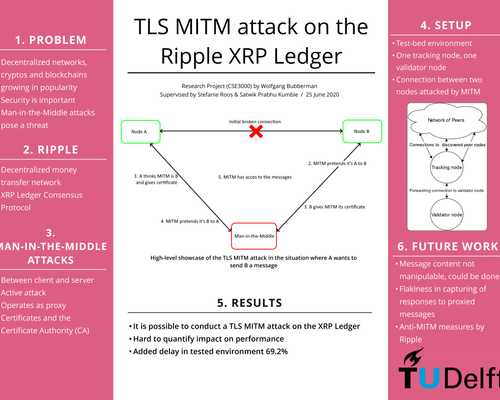 1. PROBLEM
Decentralized networks,
cryptos and blockchains
growing in popularity
Security is important
Man-in-the-Middle attacks
pose a threat
2. RIPPLE
Decentralized money
transfer network
XRP Ledger Consensus
Protocol
3.
MAN-IN-THE-MIDDLE
ATTACKS
Between client and server
Active attack
Operates as proxy
Certificates and the
Certificate Authority (CA)
TLS MITM attack on the
Ripple XRP Ledger
Research Project (CSE3000) by Wolfgang Bubberman
Supervised by Stefanie Roos & Satwik Prabhu Kumble / 25 June 2020
Initial broken connection
Node A
Node B
2. MITM pretends it's A to B
1. A thinks MITM is B
and gives certificate
5. MITM has acces to the messages
3. B gives MITM its certificate
4. MITM pretends it's B to A
Man-in-the-Middle
High-level showcase of the TLS MITM attack in the situation where A wants to
send B a message
5. RESULTS
• It is possible to conduct a TLS MITM attack on the XRP Ledger
• Hard to quantify impact on performance
• Added delay in tested environment 69.2%
4. SETUP
• Test-bed environment
• One tracking node, one
validator node
• Connection between two
nodes attacked by MITM
Network of Peers
Connections to discovered peer nodes
Tracking node
Forwarding connection to validator node
Validator node
6. FUTURE WORK
• Message content not
manipulable, could be done
• Flakiness in capturing of
responses to proxied
messages
• Anti-MITM measures by
Ripple
TUDelft